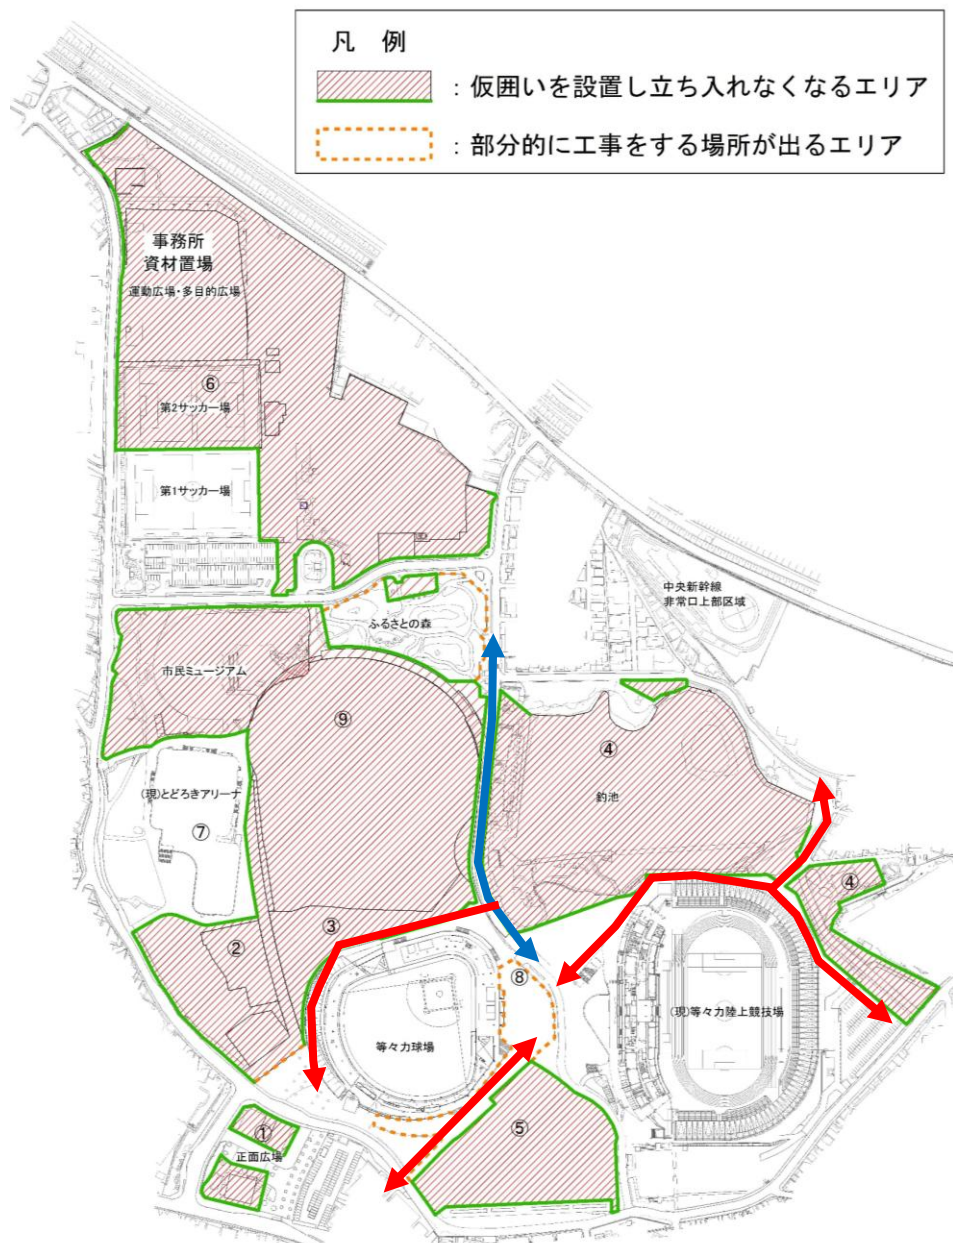 凡 例
：仮囲いを設置し立ち入れなくなるエリア
：部分的に工事をする場所が出るエリア
事務所
資材置場
運動広場・多目的広場
⑥
第2サッカー場
第1サッカー場
中央新幹線
非常口上部区域
ふるさとの森
市民ミュージアム
⑨
④
釣池
(現)とどろきアリーナ
⑦
④
②
③
⑧
(現)等々力陸上競技場
等々力球場
①
正面広場
⑤